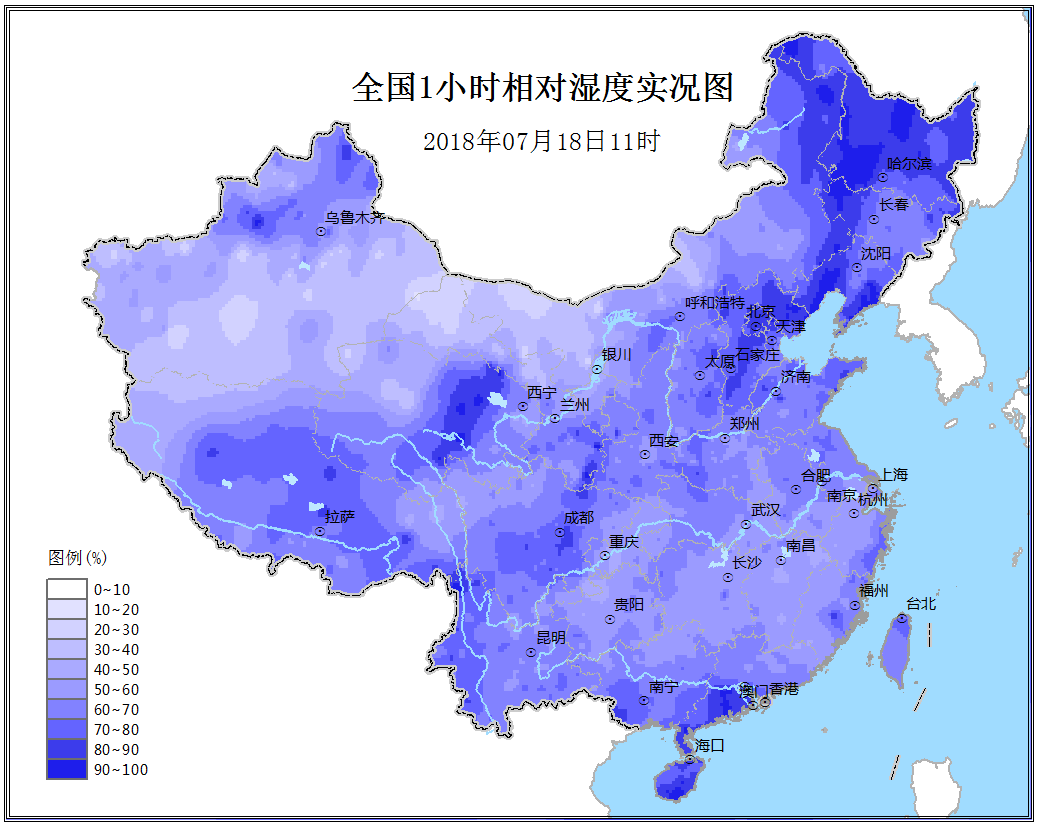 全国1小时相对湿度实况图
2018年07月18日11时
哈尔滨
长春
乌鲁木齐
沈阳
呼和浩特
北京
天津
银川
太原
石家庄
济南
西宁
兰州
郑州
西安
合肥
上海
南京
杭州
拉萨
成都
武汉
重庆
南昌
长沙
福州
贵阳
台北
昆明
南宁
澳门
香港
海口
图例(%)
0~10
10~20
20~30
30~40
40~50
50~60
60~70
70~80
80~90
90~100